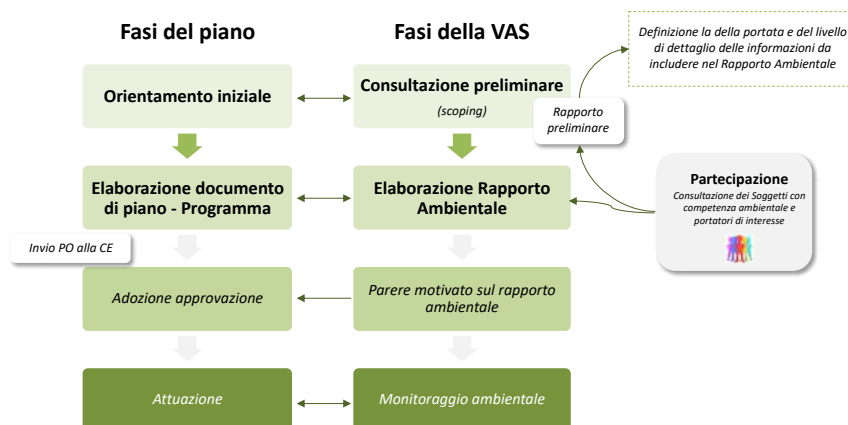 Fasi del piano
Fasi della VAS
Definizione la della portata e del livello
di dettaglio delle informazioni da
includere nel Rapporto Ambientale
Orientamento iniziale
Consultazione preliminare
(scoping)
Rapporto
preliminare
Elaborazione documento
di piano - Programma
Elaborazione Rapporto
Ambientale
Partecipazione
Consultazione dei Soggetti con
competenza ambientale e
portatori di interesse
Invio PO alla CE
Adozione approvazione
Parere motivato sul rapporto
ambientale
Attuazione
Monitoraggio ambientale